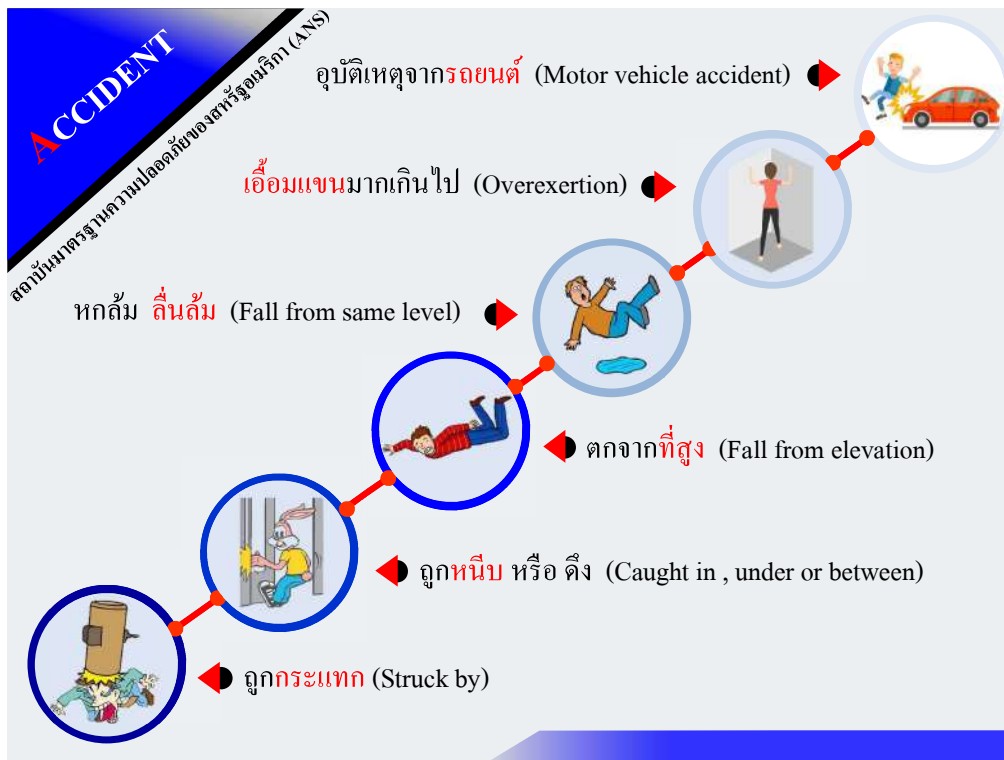 ACCIDENT
สถาบันมาตรฐานความปลอดภัยของสหรัฐอเมริกา (ANS)
อุบัติเหตุจากรถยนต์ (Motor vehicle accident)
เอื้อมแขนมากเกินไป (Overexertion)
หกล้ม ลื่นล้ม (Fall from same level)
ตกจากที่สูง (Fall from elevation)
ถูกหนีบ หรือ ดึง (Caught in , under or between)
ถูกกระแทก (Struck by)